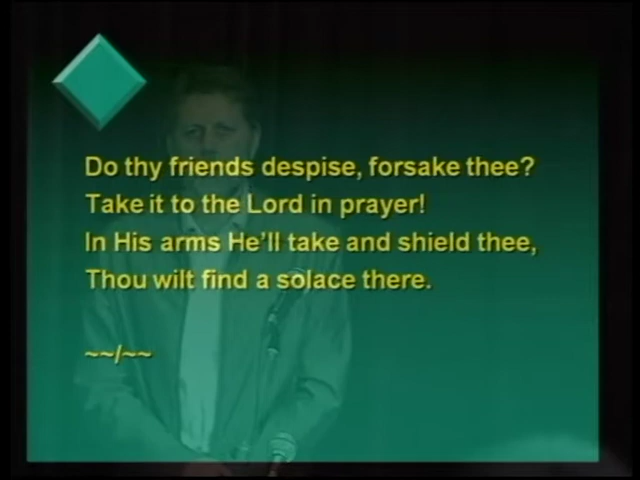 Do thy friends despise, forsake thee?
Take it to the Lord in prayer!
In His arms He'll take and shield thee,
Thou wilt find a solace there.
~~/~~